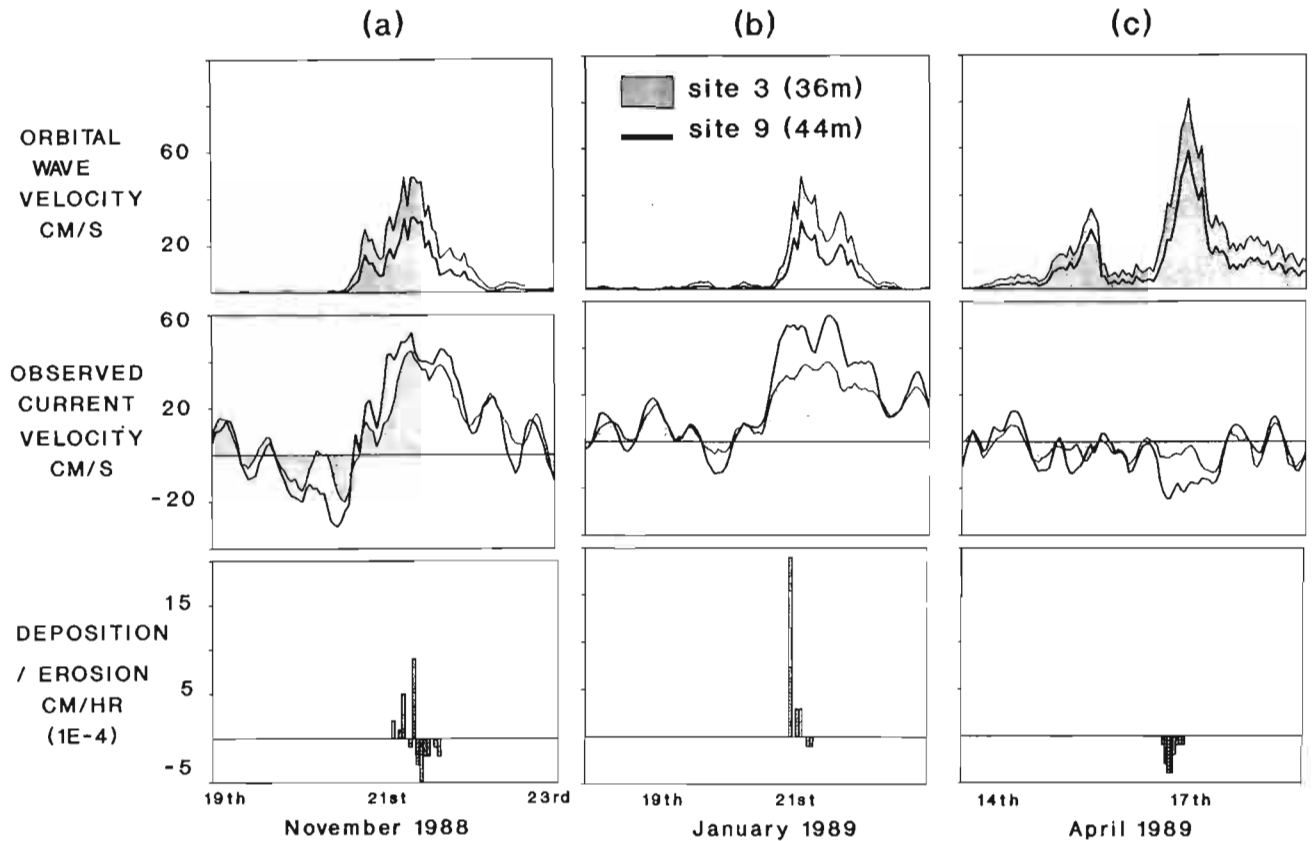 (a)
(b)
(c)
site 3 (36m)
site 9 (44m)
ORBITAL
WAVE
VELOCITY
CM/S
60
20
OBSERVED
CURRENT
VELOCITY
CM/S
60
20
-20
DEPOSITION
/ EROSION
CM/HR
(1E-4)
15
5
-5
19th
21st
23rd
19th
21st
14th
17th
November 1988
January 1989
April 1989